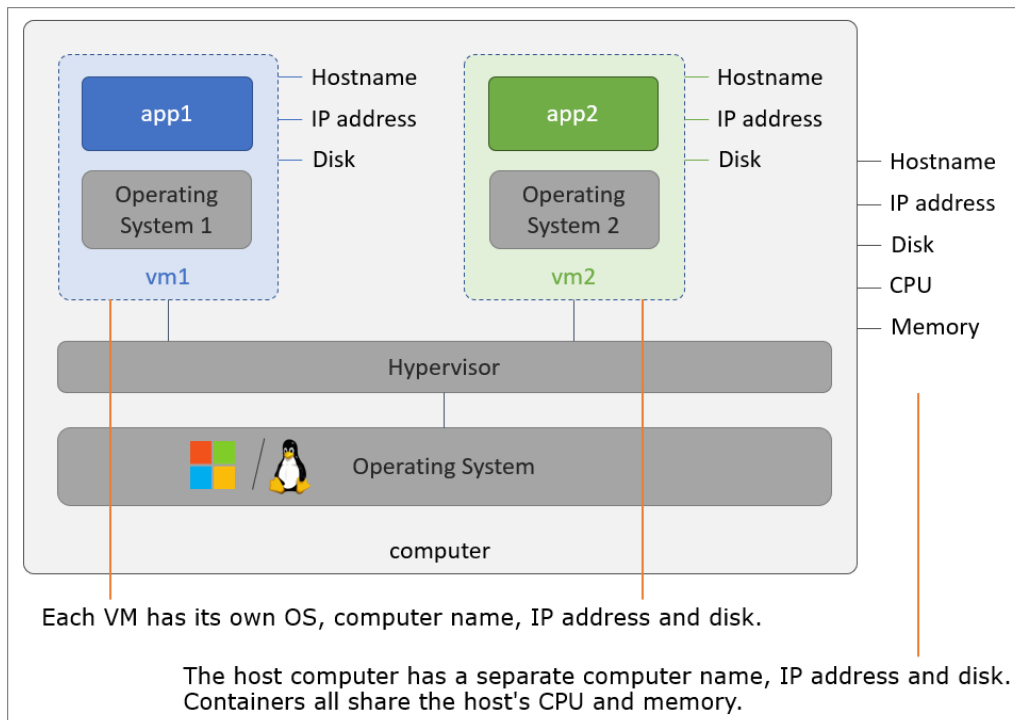 app1
Operating
System 1
vm1
Hostname
IP address
Disk
app2
Operating
System 2
vm2
Hostname
IP address
Disk
Hostname
IP address
Disk
CPU
Memory
Hypervisor
Operating System
computer
Each VM has its own OS, computer name, IP address and disk.
The host computer has a separate computer name, IP address and disk.
Containers all share the host's CPU and memory.